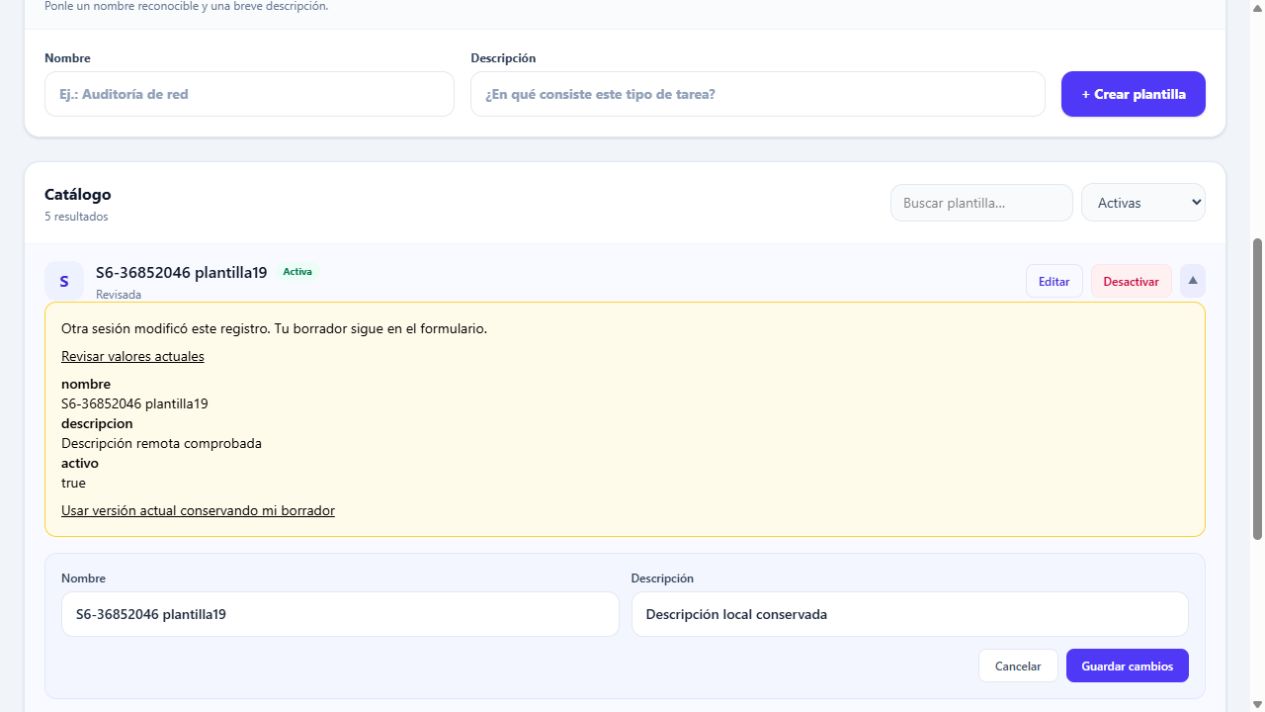 Ponle un nombre reconocible y una breve descripción.
Nombre
Descripción
Ej.: Auditoría de red
¿En qué consiste este tipo de tarea?
+ Crear plantilla
Catálogo
5 resultados
Buscar plantilla...
Activas
S
S6-36852046 plantilla19
Activa
Revisada
Editar
Desactivar
▲
Otra sesión modificó este registro. Tu borrador sigue en el formulario.
Revisar valores actuales
nombre
S6-36852046 plantilla19
descripcion
Descripción remota comprobada
activo
true
Usar versión actual conservando mi borrador
Nombre
Descripción
S6-36852046 plantilla19
Descripción local conservada
Cancelar
Guardar cambios